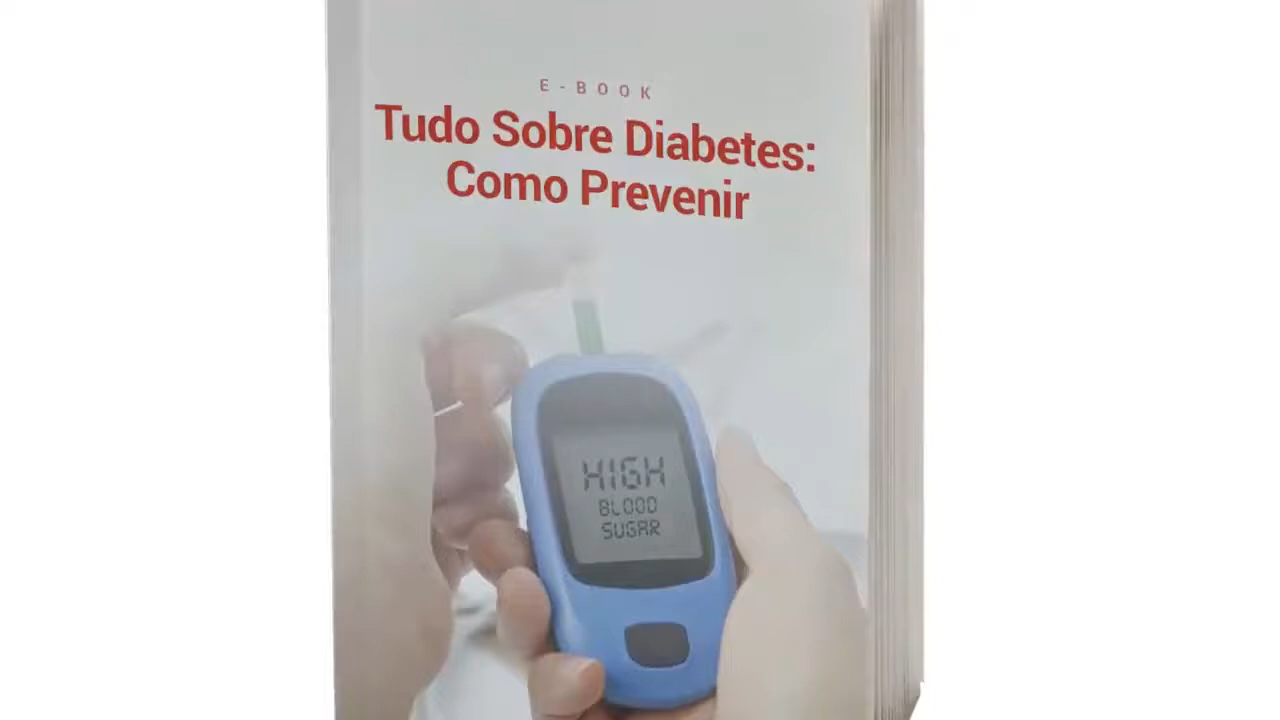 E-BOOK
Tudo Sobre Diabetes:
Como Prevenir
HIGH
BLOOD
SUGAR